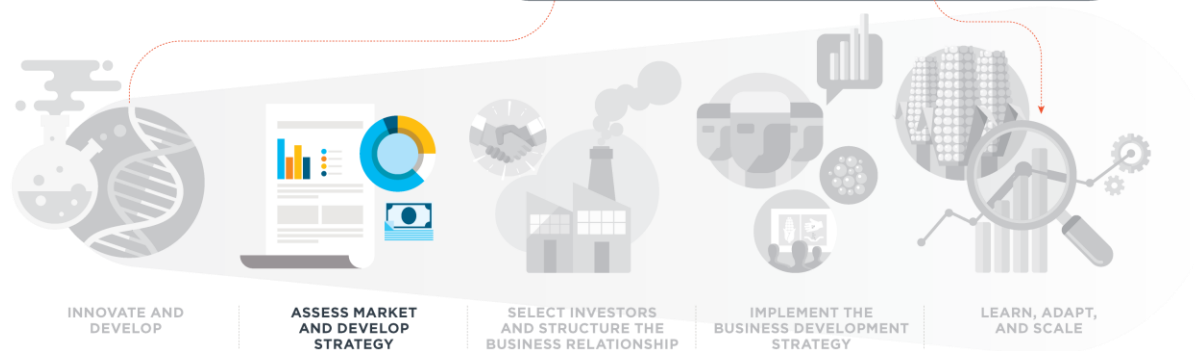 INNOVATE AND
DEVELOP
ASSESS MARKET
AND DEVELOP
STRATEGY
SELECT INVESTORS
AND STRUCTURE THE
BUSINESS RELATIONSHIP
IMPLEMENT THE
BUSINESS DEVELOPMENT
STRATEGY
LEARN, ADAPT,
AND SCALE